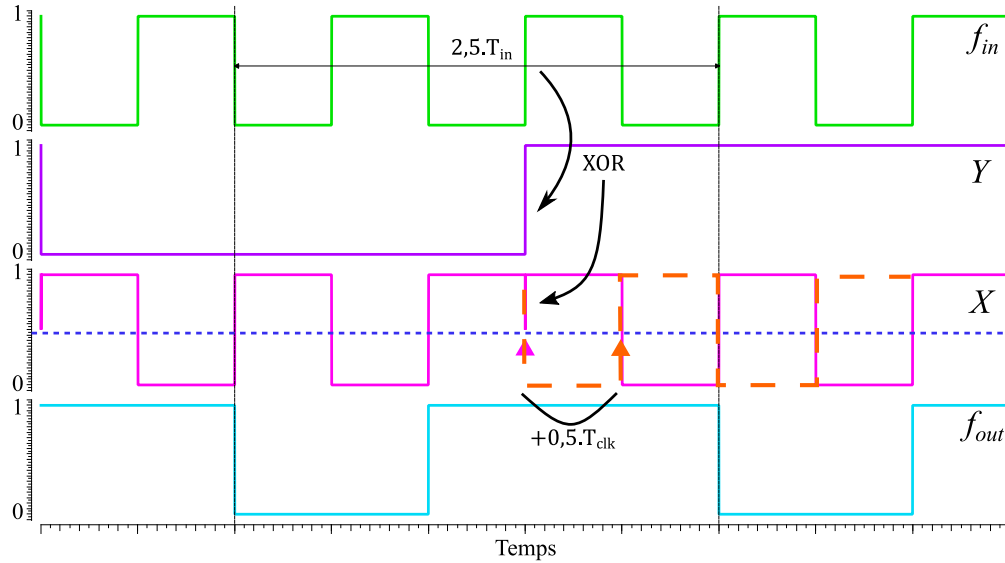 1
2,5.T_in
f_in
0
1
XOR
Y
0
1
X
0
1
+0,5.T_clk
f_out
0
Temps